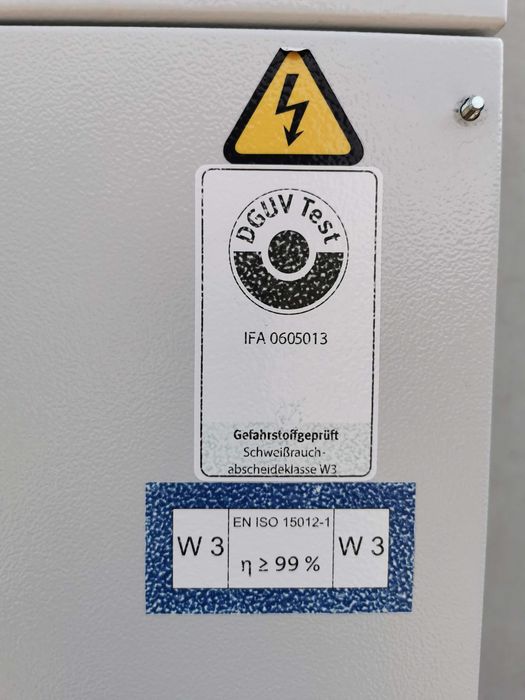 DGUV Test
IFA 0605013
Gefahrstoffgeprüft
Schweißrauch-
abscheideklasse W3
EN ISO 15012-1
W 3 η ≥ 99 % W 3